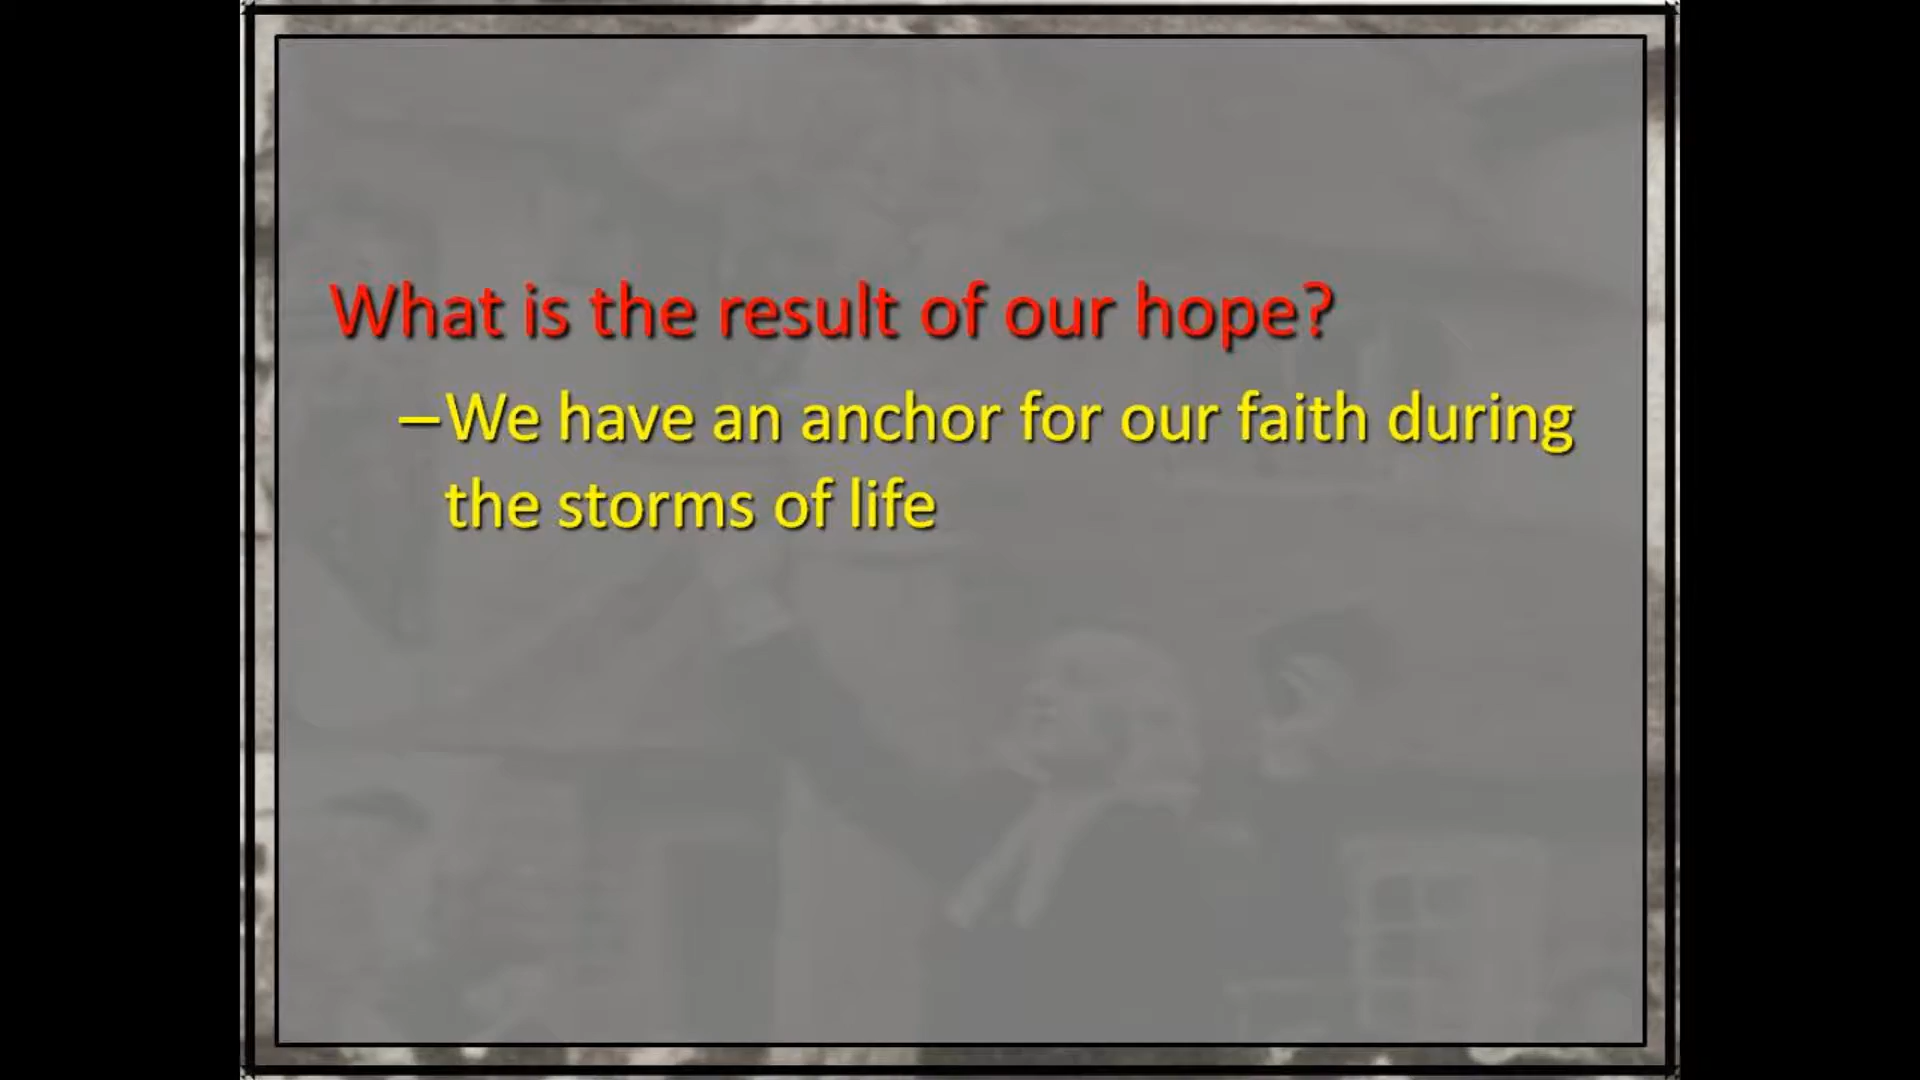 What is the result of our hope?
–We have an anchor for our faith during
the storms of life